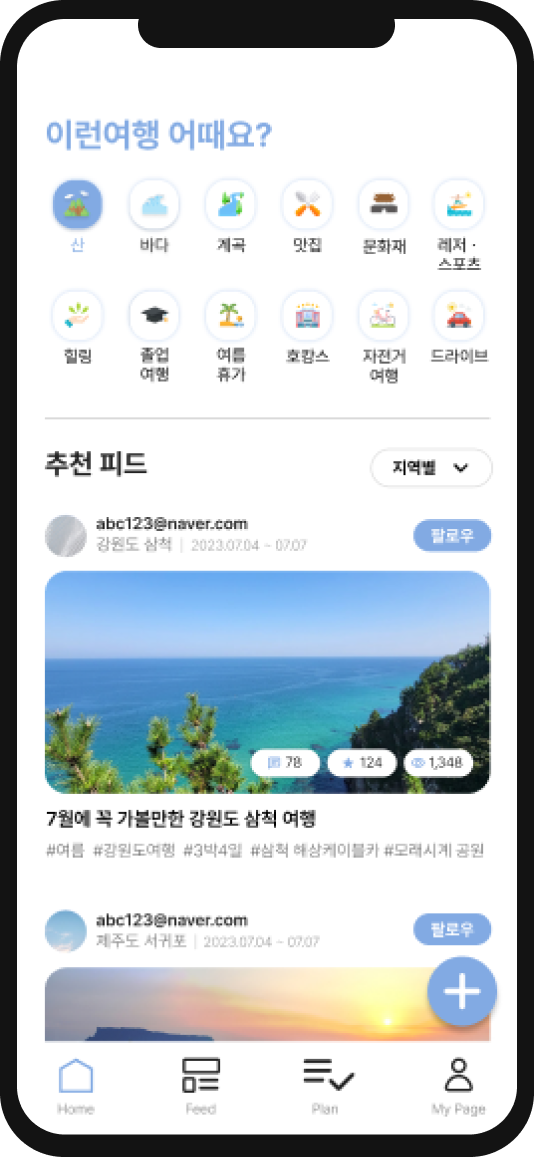 이런여행 어때요?
산 바다 계곡 맛집 문화재 레저 ·
스포츠
힐링 졸업 여름 호캉스 자전거 드라이브
여행 휴가 여행
추천 피드
지역별
abc123@naver.com
강원도 삼척 | 2023.07.04 ~ 07.07
팔로우
78 124 1,348
7월에 꼭 가볼만한 강원도 삼척 여행
#여름 #강원도여행 #3박4일 #삼척 해상케이블카 #모래시계 공원
abc123@naver.com
제주도 서귀포 | 2023.07.04 ~ 07.07
팔로우
Home Feed Plan My Page